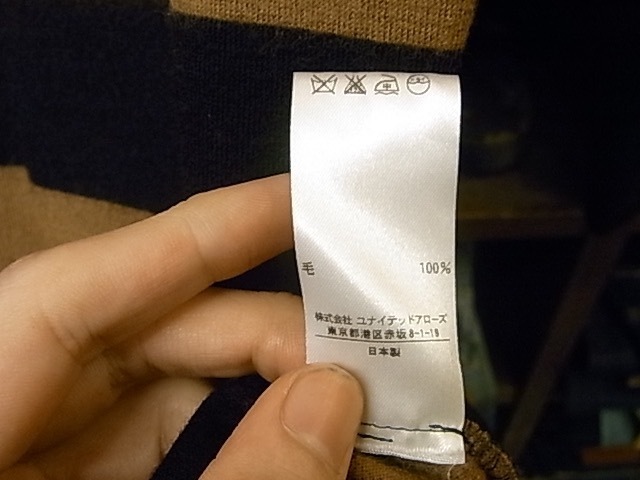 毛 100%
株式会社 ユナイテッドアローズ
東京都港区赤坂8-1-19
日本製